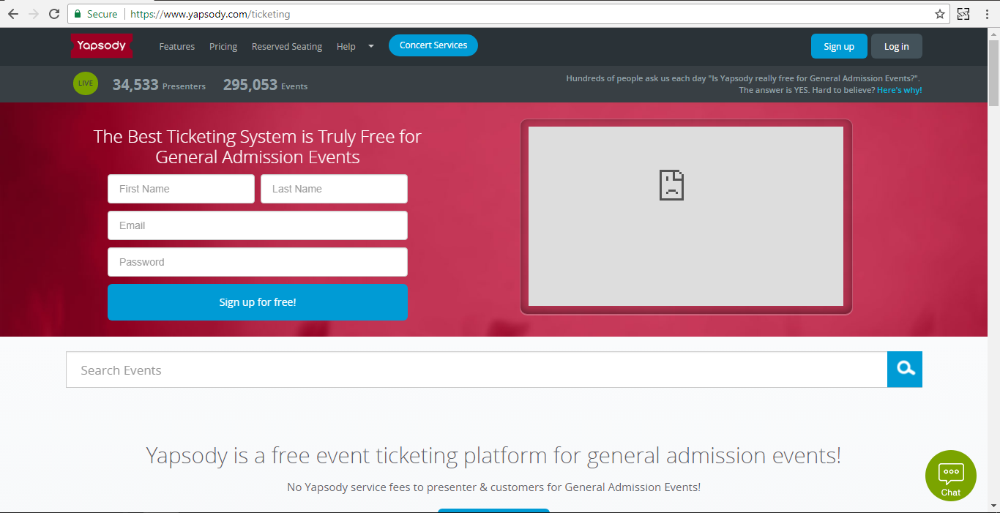 Secure https://www.yapsody.com/ticketing
Yapsody Features Pricing Reserved Seating Help Concert Services Sign up Log in
LIVE 34,533 Presenters 295,053 Events
Hundreds of people ask us each day "Is Yapsody really free for General Admission Events?".
The answer is YES. Hard to believe? Here's why!
The Best Ticketing System is Truly Free for
General Admission Events
First Name Last Name
Email
Password
Sign up for free!
Search Events
Yapsody is a free event ticketing platform for general admission events!
No Yapsody service fees to presenter & customers for General Admission Events!
Chat